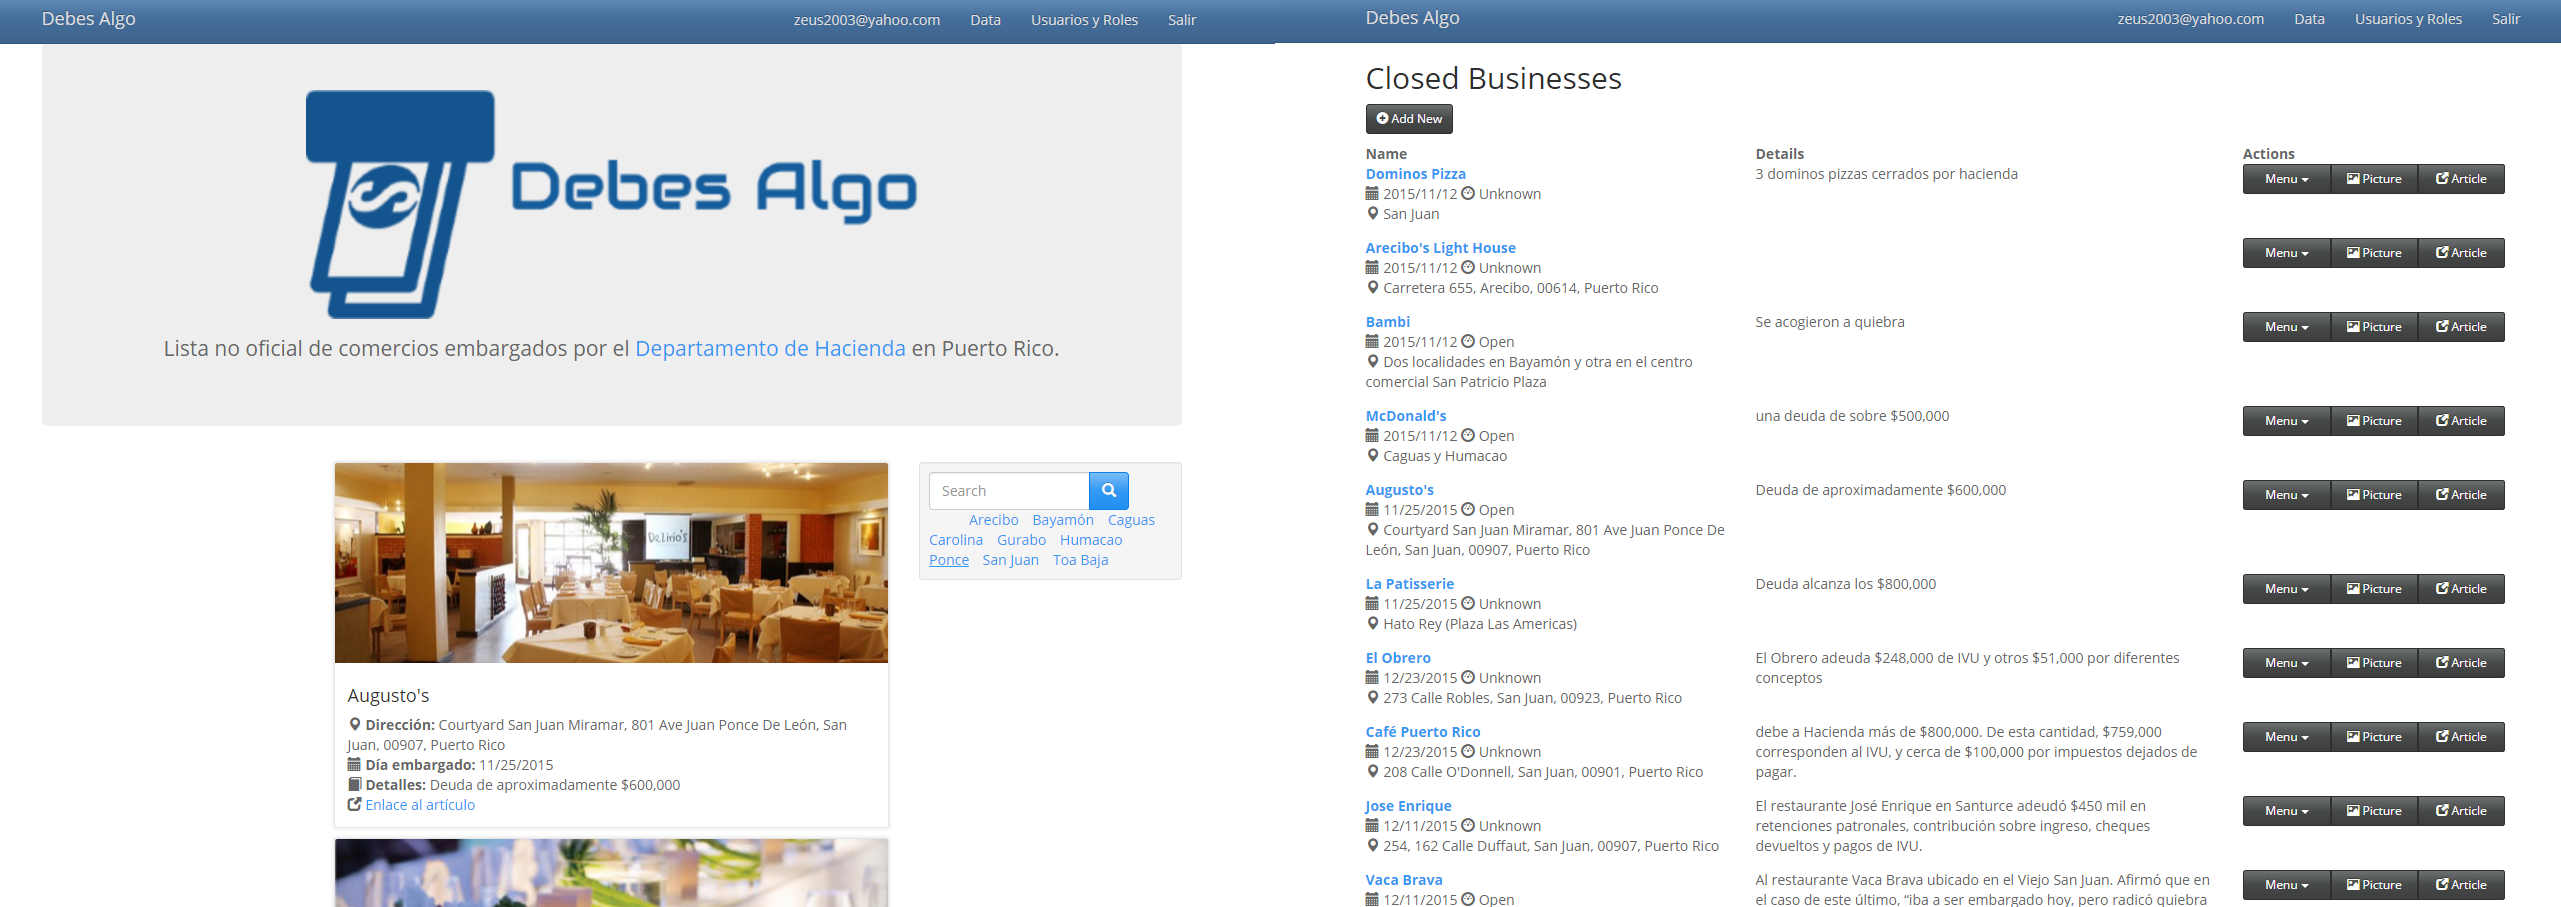 Debes Algo
zeus2003@yahoo.com Data Usuarios y Roles Salir
Debes Algo
Lista no oficial de comercios embargados por el Departamento de Hacienda en Puerto Rico.
Delirio's
Augusto's
Dirección: Courtyard San Juan Miramar, 801 Ave Juan Ponce De León, San
Juan, 00907, Puerto Rico
Día embargado: 11/25/2015
Detalles: Deuda de aproximadamente $600,000
Enlace al artículo
Search
Arecibo Bayamón Caguas
Carolina Gurabo Humacao
Ponce San Juan Toa Baja
Debes Algo
zeus2003@yahoo.com Data Usuarios y Roles Salir
Closed Businesses
Add New
Name Details Actions
Dominos Pizza 3 dominos pizzas cerrados por hacienda Menu Picture Article
2015/11/12 Unknown
San Juan
Arecibo's Light House Menu Picture Article
2015/11/12 Unknown
Carretera 655, Arecibo, 00614, Puerto Rico
Bambi Se acogieron a quiebra Menu Picture Article
2015/11/12 Open
Dos localidades en Bayamón y otra en el centro
comercial San Patricio Plaza
McDonald's una deuda de sobre $500,000 Menu Picture Article
2015/11/12 Open
Caguas y Humacao
Augusto's Deuda de aproximadamente $600,000 Menu Picture Article
11/25/2015 Open
Courtyard San Juan Miramar, 801 Ave Juan Ponce De
León, San Juan, 00907, Puerto Rico
La Patisserie Deuda alcanza los $800,000 Menu Picture Article
11/25/2015 Unknown
Hato Rey (Plaza Las Americas)
El Obrero El Obrero adeuda $248,000 de IVU y otros $51,000 por diferentes Menu Picture Article
12/23/2015 Unknown conceptos
273 Calle Robles, San Juan, 00923, Puerto Rico
Café Puerto Rico debe a Hacienda más de $800,000. De esta cantidad, $759,000 Menu Picture Article
12/23/2015 Unknown corresponden al IVU, y cerca de $100,000 por impuestos dejados de
208 Calle O'Donnell, San Juan, 00901, Puerto Rico pagar.
Jose Enrique El restaurante José Enrique en Santurce adeudó $450 mil en Menu Picture Article
12/11/2015 Unknown retenciones patronales, contribución sobre ingreso, cheques
254, 162 Calle Duffaut, San Juan, 00907, Puerto Rico devueltos y pagos de IVU.
Vaca Brava Al restaurante Vaca Brava ubicado en el Viejo San Juan. Afirmó que en Menu Picture Article
12/11/2015 Open el caso de este último, “iba a ser embargado hoy, pero radicó quiebra